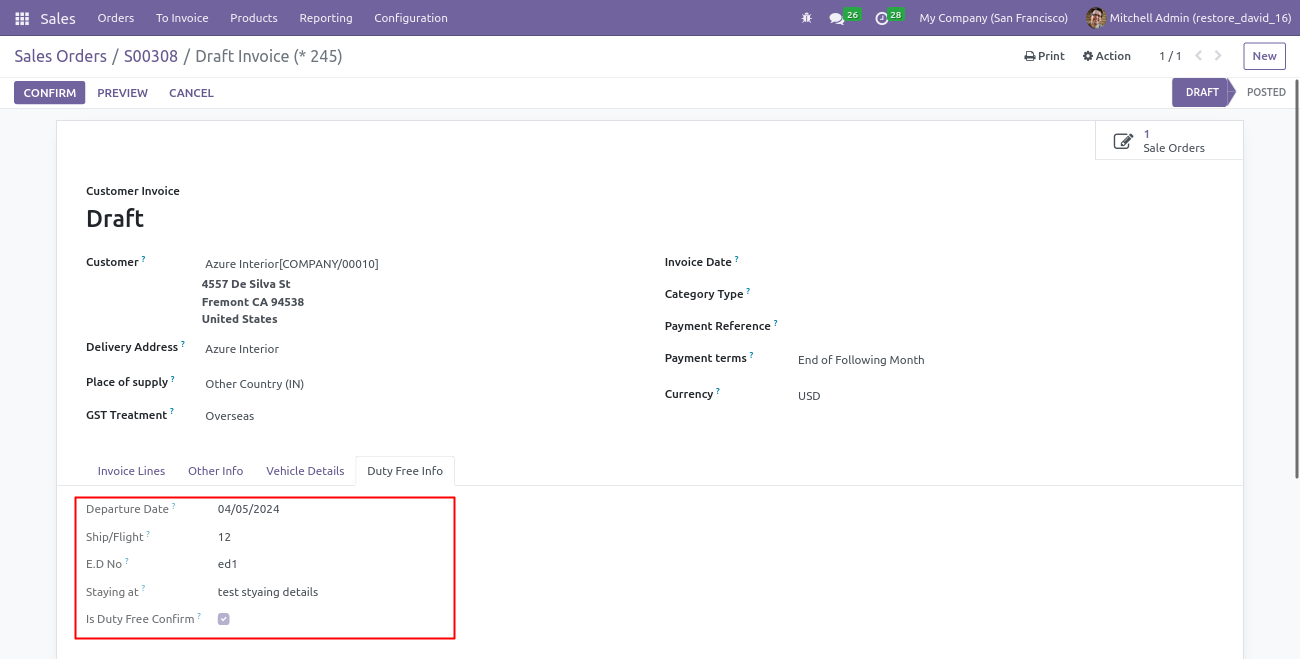 Sales Orders To Invoice Products Reporting Configuration 26 28 My Company (San Francisco) Mitchell Admin (restore_david_16)
Sales Orders / S00308 / Draft Invoice (* 245) Print Action 1 / 1 New
CONFIRM PREVIEW CANCEL DRAFT POSTED
1
Sale Orders
Customer Invoice
Draft
Customer ? Azure Interior[COMPANY/00010]
4557 De Silva St
Fremont CA 94538
United States
Delivery Address ? Azure Interior
Place of supply ? Other Country (IN)
GST Treatment ? Overseas
Invoice Date ?
Category Type ?
Payment Reference ?
Payment terms ? End of Following Month
Currency ? USD
Invoice Lines Other Info Vehicle Details Duty Free Info
Departure Date ? 04/05/2024
Ship/Flight ? 12
E.D No ? ed1
Staying at ? test styaing details
Is Duty Free Confirm ?